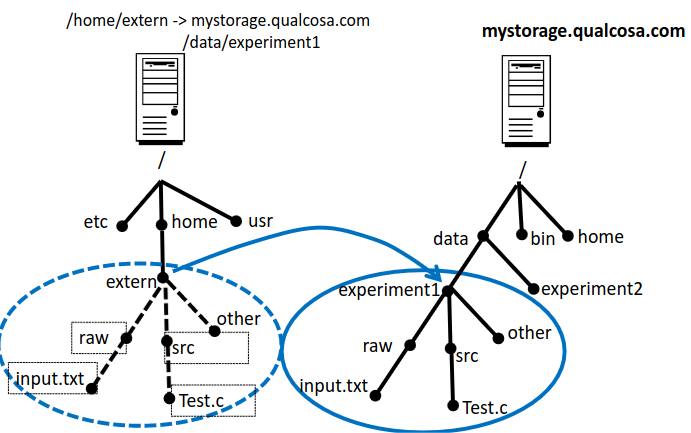 /home/extern -> mystorage.qualcosa.com
/data/experiment1
mystorage.qualcosa.com
/
/
etc
home
usr
data
bin
home
extern
experiment1
experiment2
other
raw
src
other
raw
src
input.txt
Test.c
input.txt
Test.c